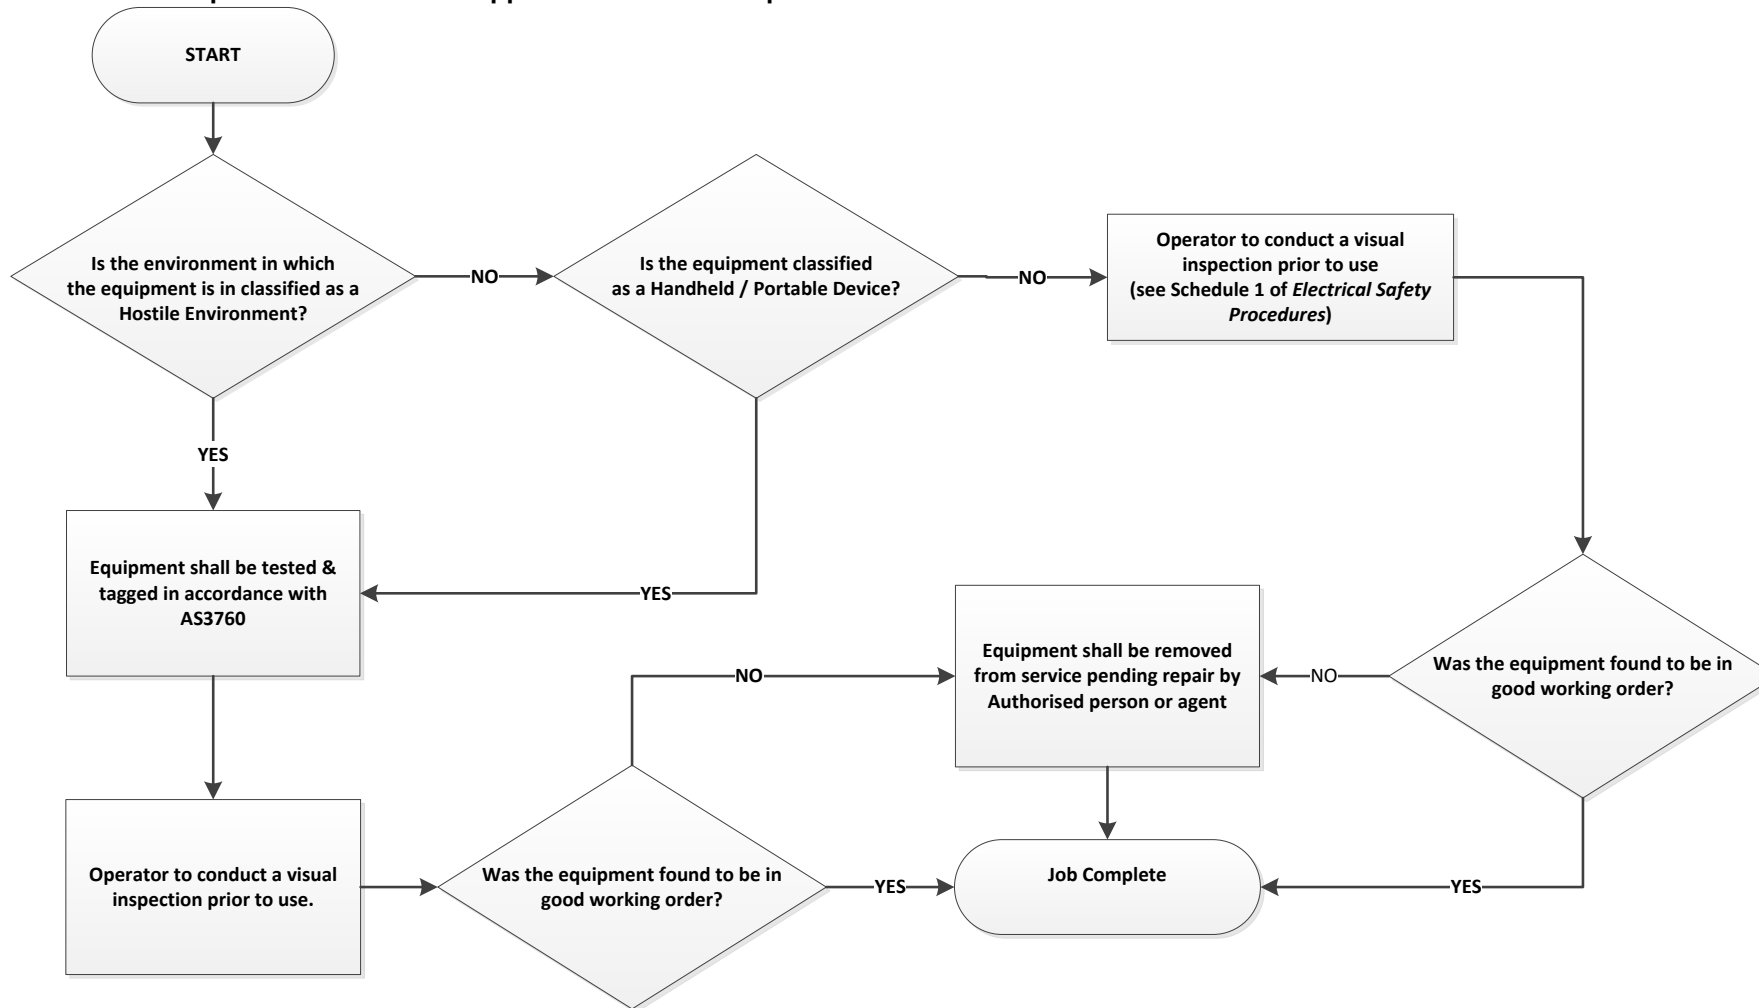 START
Is the environment in which
the equipment is in classified as a
Hostile Environment?
NO
Is the equipment classified
as a Handheld / Portable Device?
NO
Operator to conduct a visual
inspection prior to use
(see Schedule 1 of Electrical Safety
Procedures)
YES
Equipment shall be tested &
tagged in accordance with
AS3760
YES
Equipment shall be removed
from service pending repair by
Authorised person or agent
NO
NO
Was the equipment found to be in
good working order?
Operator to conduct a visual
inspection prior to use.
Was the equipment found to be in
good working order?
YES
Job Complete
YES